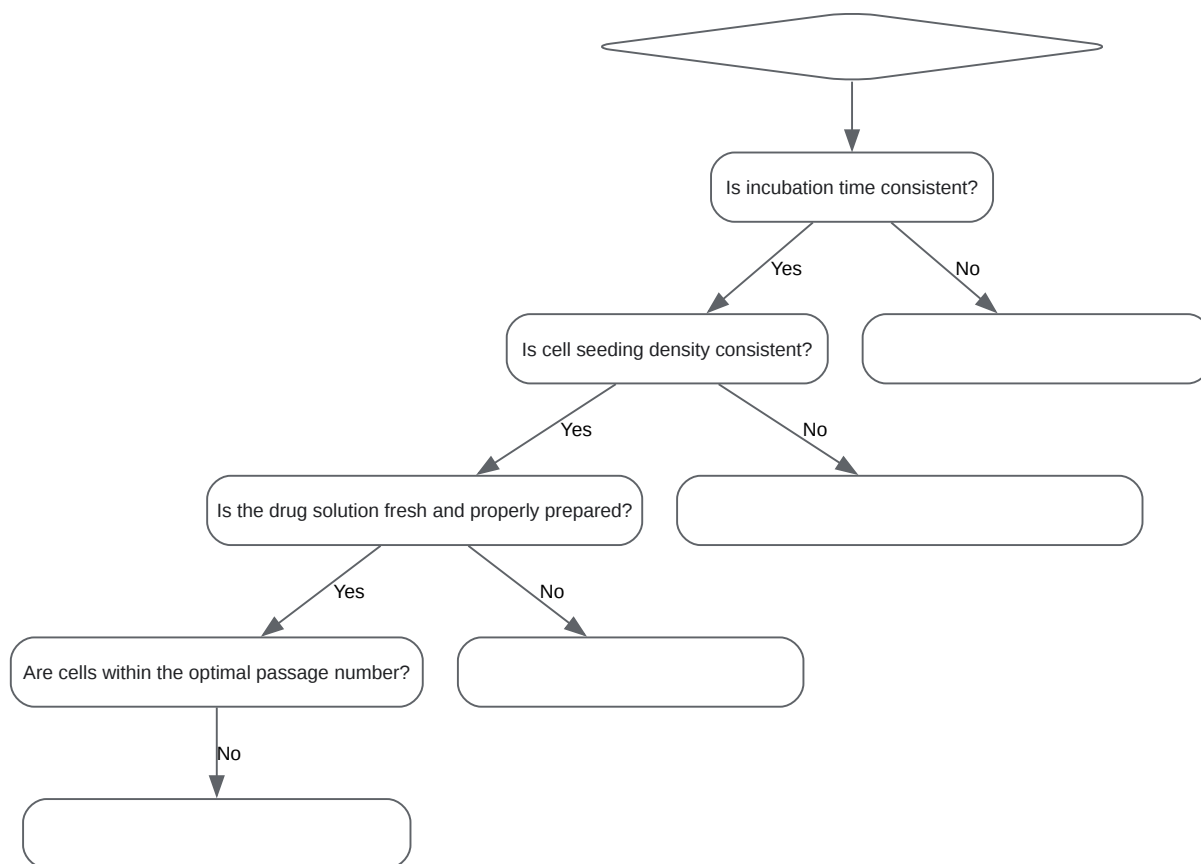 Is incubation time consistent?
Yes
No
Is cell seeding density consistent?
Yes
No
Is the drug solution fresh and properly prepared?
Yes
No
Are cells within the optimal passage number?
No